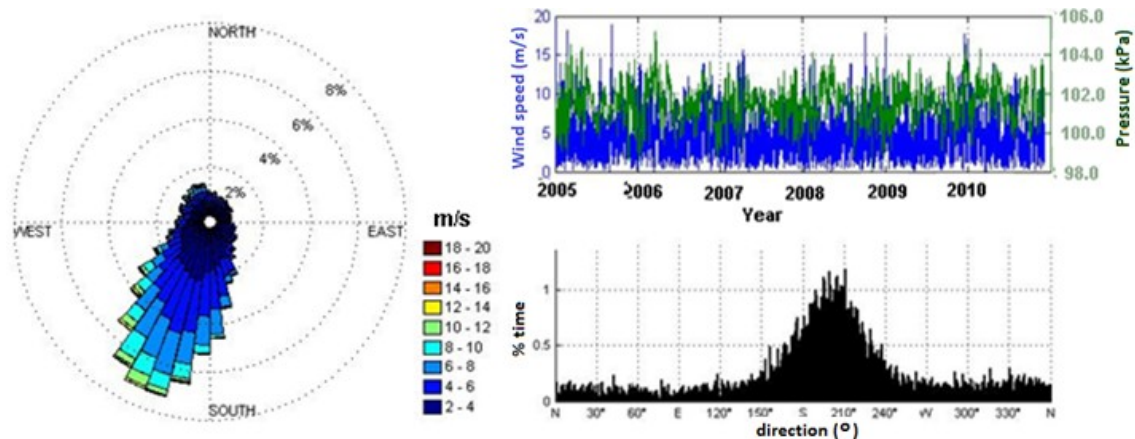 NORTH
8%
6%
4%
2%
WEST
EAST
SOUTH
m/s
18 - 20
16 - 18
14 - 16
12 - 14
10 - 12
8 - 10
6 - 8
4 - 6
2 - 4
Wind speed (m/s)
20
15
10
5
0
106.0
104.0
102.0
100.0
98.0
Pressure (kPa)
2005 2006 2007 2008 2009 2010
Year
% time
1
0.5
0
N 30° 60° E 120° 150° S 210° 240° W 300° 330° N
direction (°)